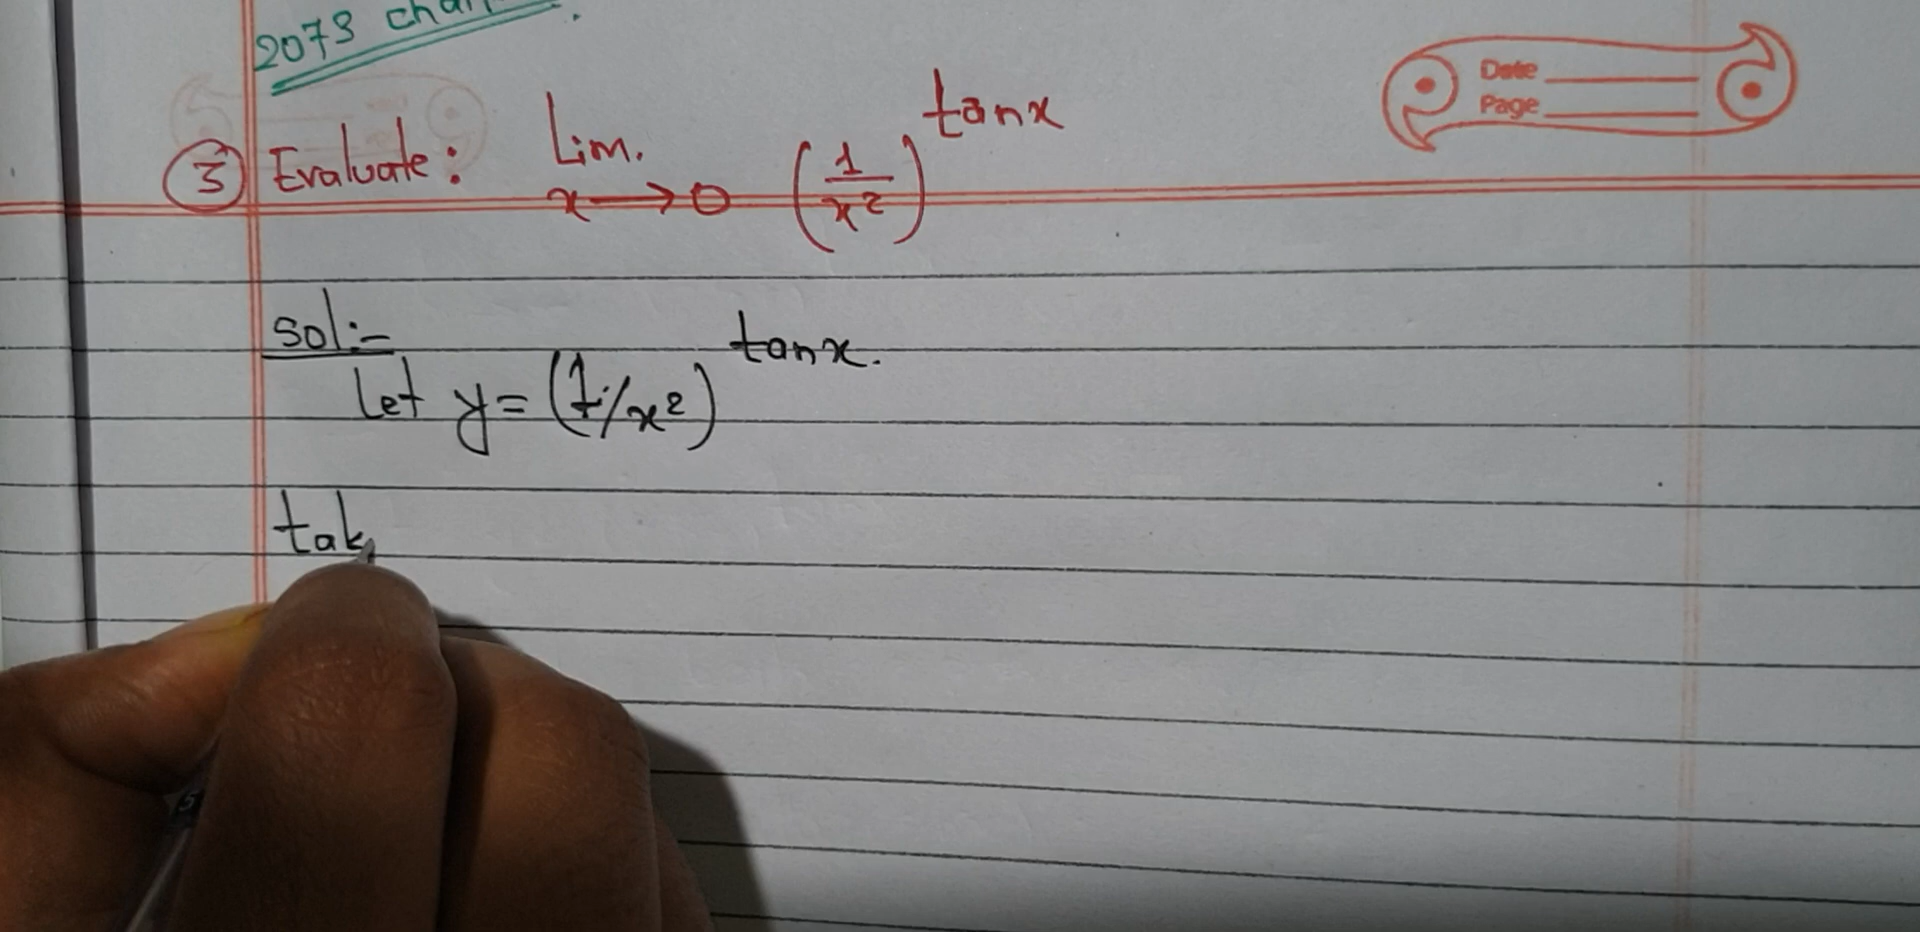 2073
Date
Page
③ Evaluate: Lim. x→0 (1/x²)^tanx
sol:-
Let y = (1/x²)^tanx.
tak